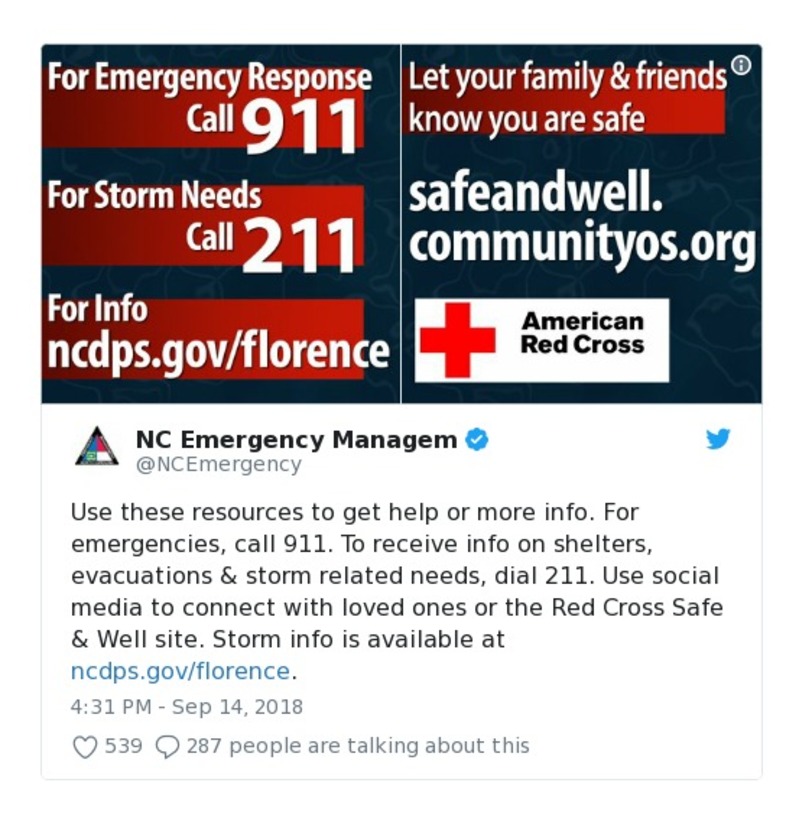 For Emergency Response
Call 911
For Storm Needs
Call 211
For Info
ncdps.gov/florence
Let your family & friends
know you are safe
safeandwell.
communityos.org
American
Red Cross
NC Emergency Managem
@NCEmergency
Use these resources to get help or more info. For
emergencies, call 911. To receive info on shelters,
evacuations & storm related needs, dial 211. Use social
media to connect with loved ones or the Red Cross Safe
& Well site. Storm info is available at
ncdps.gov/florence.
4:31 PM - Sep 14, 2018
539 287 people are talking about this